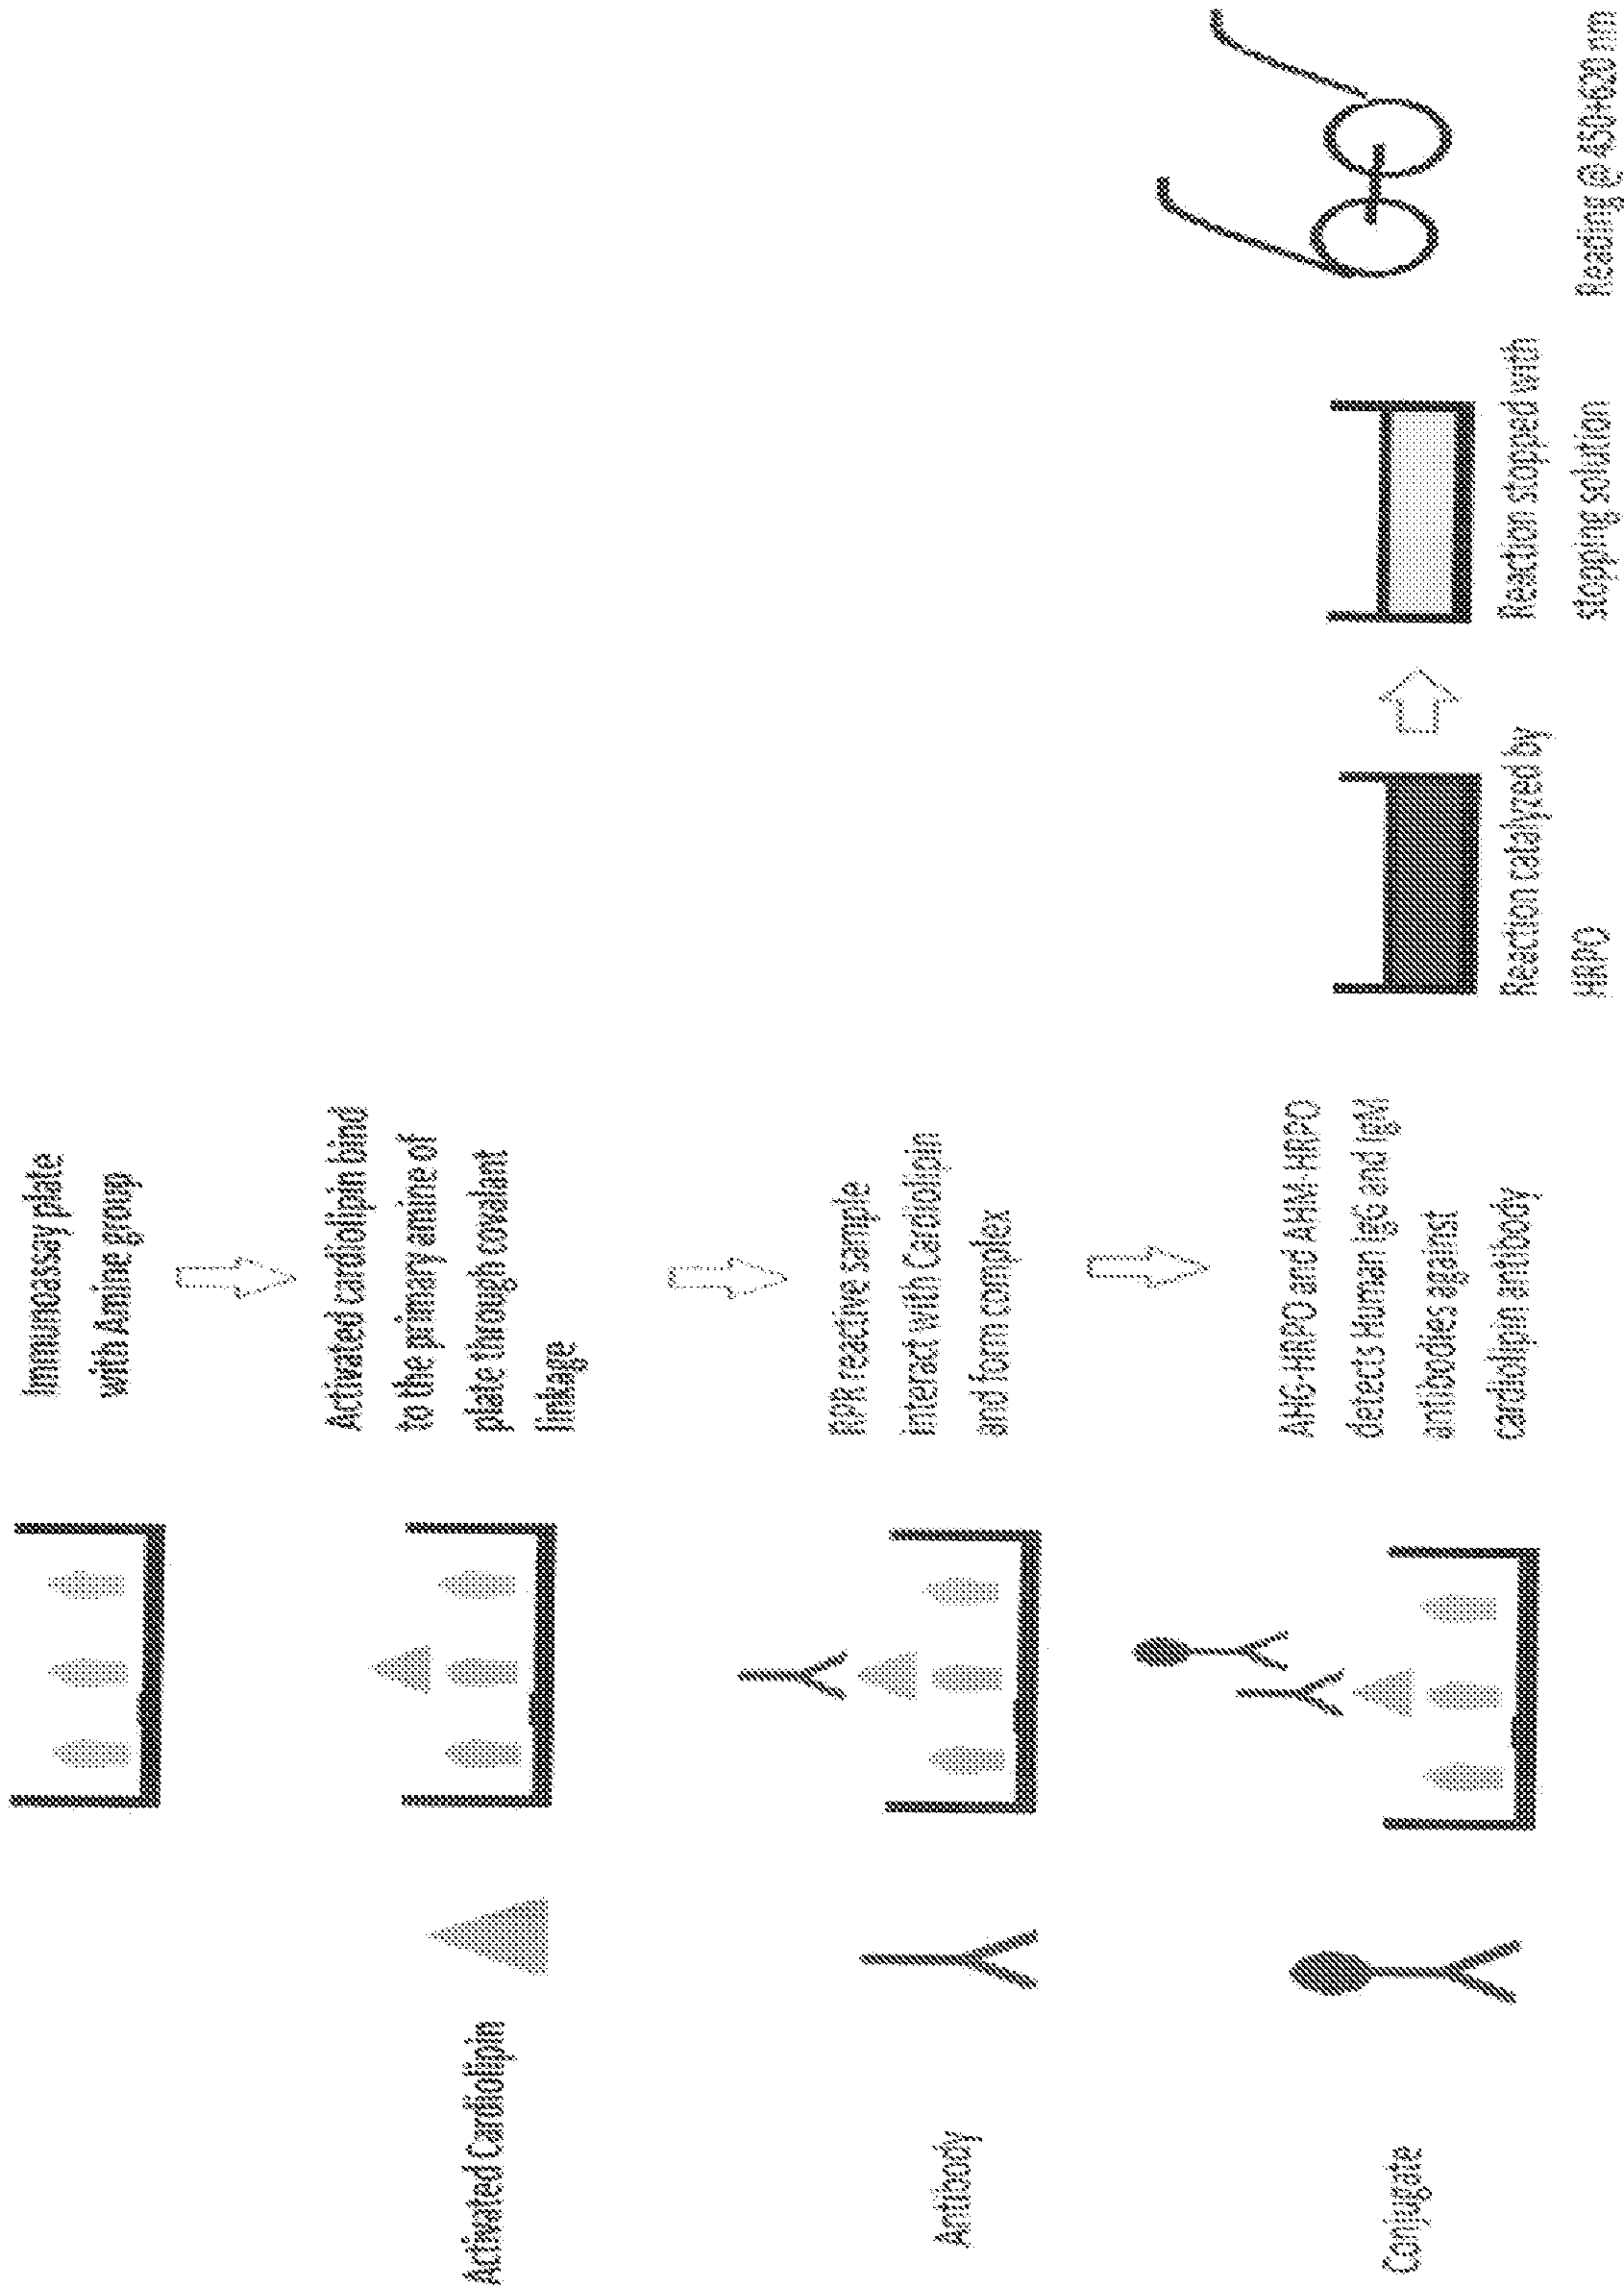 Immunoassay plate
with Amine group
Activated Cardiolipin
Activated cardiolipin bind
to the primary amine of
plate through covalant
linkage
Antibody
RPR reactive sample
interact with Cardiolipin
and form complex
Conjugate
AHG-HRPO and AHM-HRPO
detects Human IgG and IgM
antibodies against
cardiolipin antibody
Reaction catalyzed by
HRPO
Reaction stopped with
stopping solution
Reading @ 450+620 nm